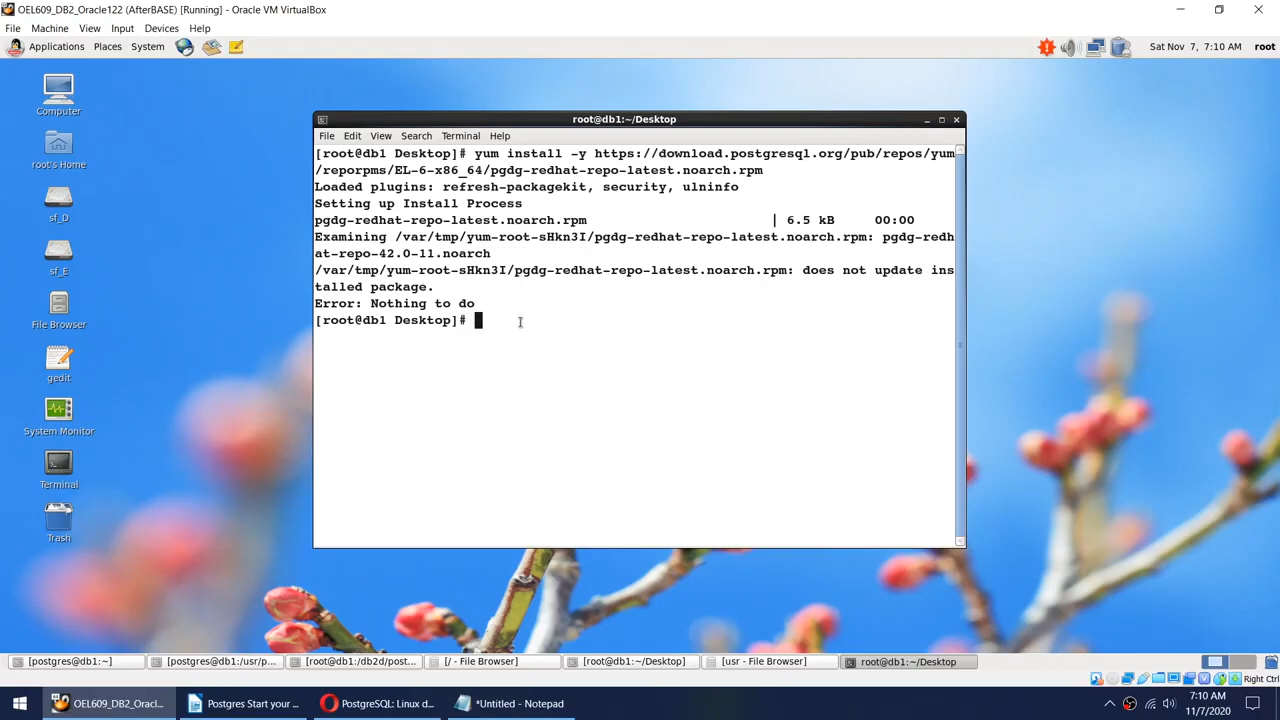 OEL609_DB2_Oracle122 (AfterBASE) [Running] - Oracle VM VirtualBox
File Machine View Input Devices Help
Applications Places System
Sat Nov 7, 7:10 AM root
Computer
root's Home
sf_D
sf_E
File Browser
gedit
System Monitor
Terminal
Trash
root@db1:~/Desktop
File Edit View Search Terminal Help
[root@db1 Desktop]# yum install -y https://download.postgresql.org/pub/repos/yum
/reporpms/EL-6-x86_64/pgdg-redhat-repo-latest.noarch.rpm
Loaded plugins: refresh-packagekit, security, ulninfo
Setting up Install Process
pgdg-redhat-repo-latest.noarch.rpm | 6.5 kB 00:00
Examining /var/tmp/yum-root-sHkn3I/pgdg-redhat-repo-latest.noarch.rpm: pgdg-redh
at-repo-42.0-11.noarch
/var/tmp/yum-root-sHkn3I/pgdg-redhat-repo-latest.noarch.rpm: does not update ins
talled package.
Error: Nothing to do
[root@db1 Desktop]#
[postgres@db1:~] [postgres@db1:/usr/p... [root@db1:/db2d/post... [/ - File Browser] [root@db1:~/Desktop] [usr - File Browser] root@db1:~/Desktop
Right Ctrl
OEL609_DB2_Oracl... Postgres Start your ... PostgreSQL: Linux d... *Untitled - Notepad
7:10 AM
11/7/2020